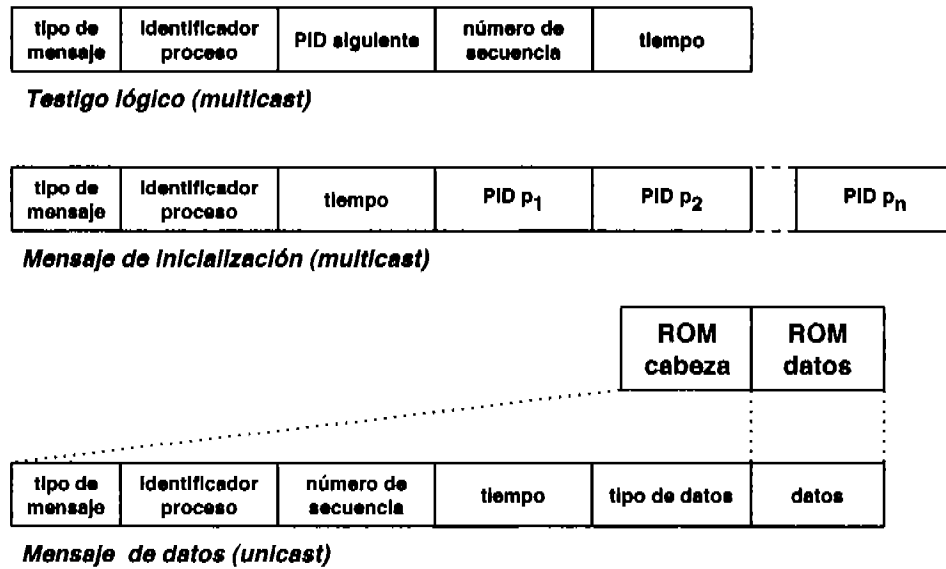 tipo de mensaje
identificador proceso
PID siguiente
número de secuencia
tiempo
Testigo lógico (multicast)
tipo de mensaje
identificador proceso
tiempo
PID p1
PID p2
PID pn
Mensaje de inicialización (multicast)
ROM cabeza
ROM datos
tipo de mensaje
identificador proceso
número de secuencia
tiempo
tipo de datos
datos
Mensaje de datos (unicast)